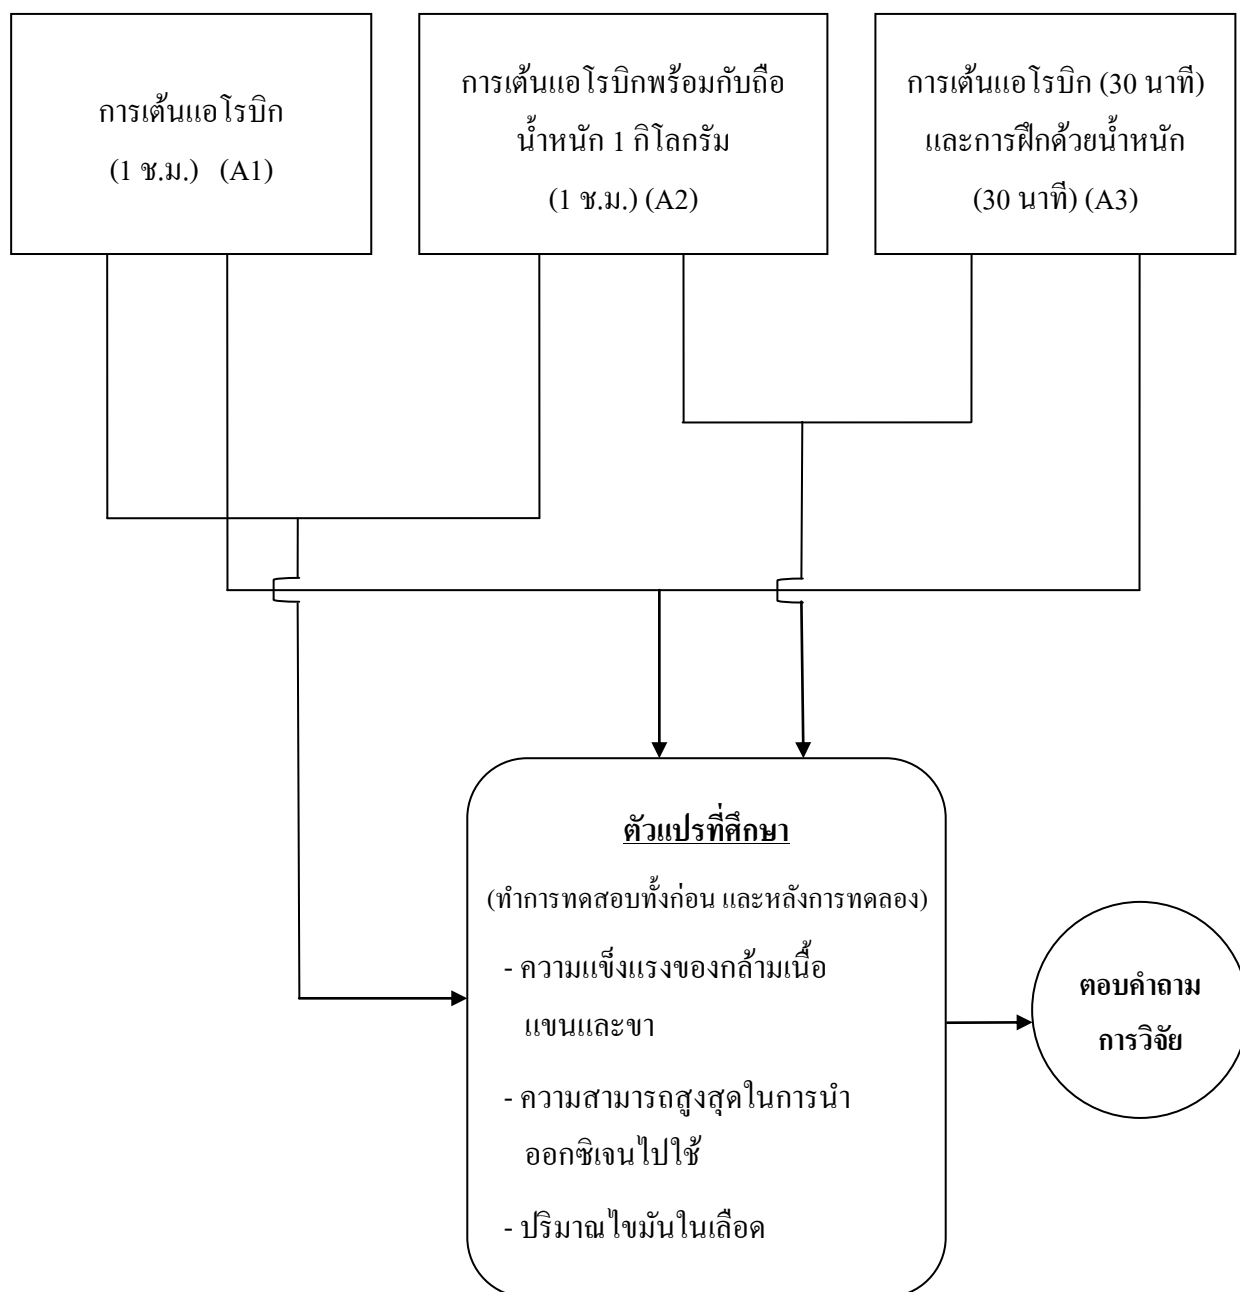 การเต้นแอโรบิก
(1 ช.ม.) (A1)
การเต้นแอโรบิกพร้อมกับถือ
น้ำหนัก 1 กิโลกรัม
(1 ช.ม.) (A2)
การเต้นแอโรบิก (30 นาที)
และการฝึกด้วยน้ำหนัก
(30 นาที) (A3)
ตัวแปรที่ศึกษา
(ทำการทดสอบทั้งก่อน และหลังการทดลอง)
- ความแข็งแรงของกล้ามเนื้อ
แขนและขา
- ความสามารถสูงสุดในการนำ
ออกซิเจนไปใช้
- ปริมาณไขมันในเลือด
ตอบคำถาม
การวิจัย